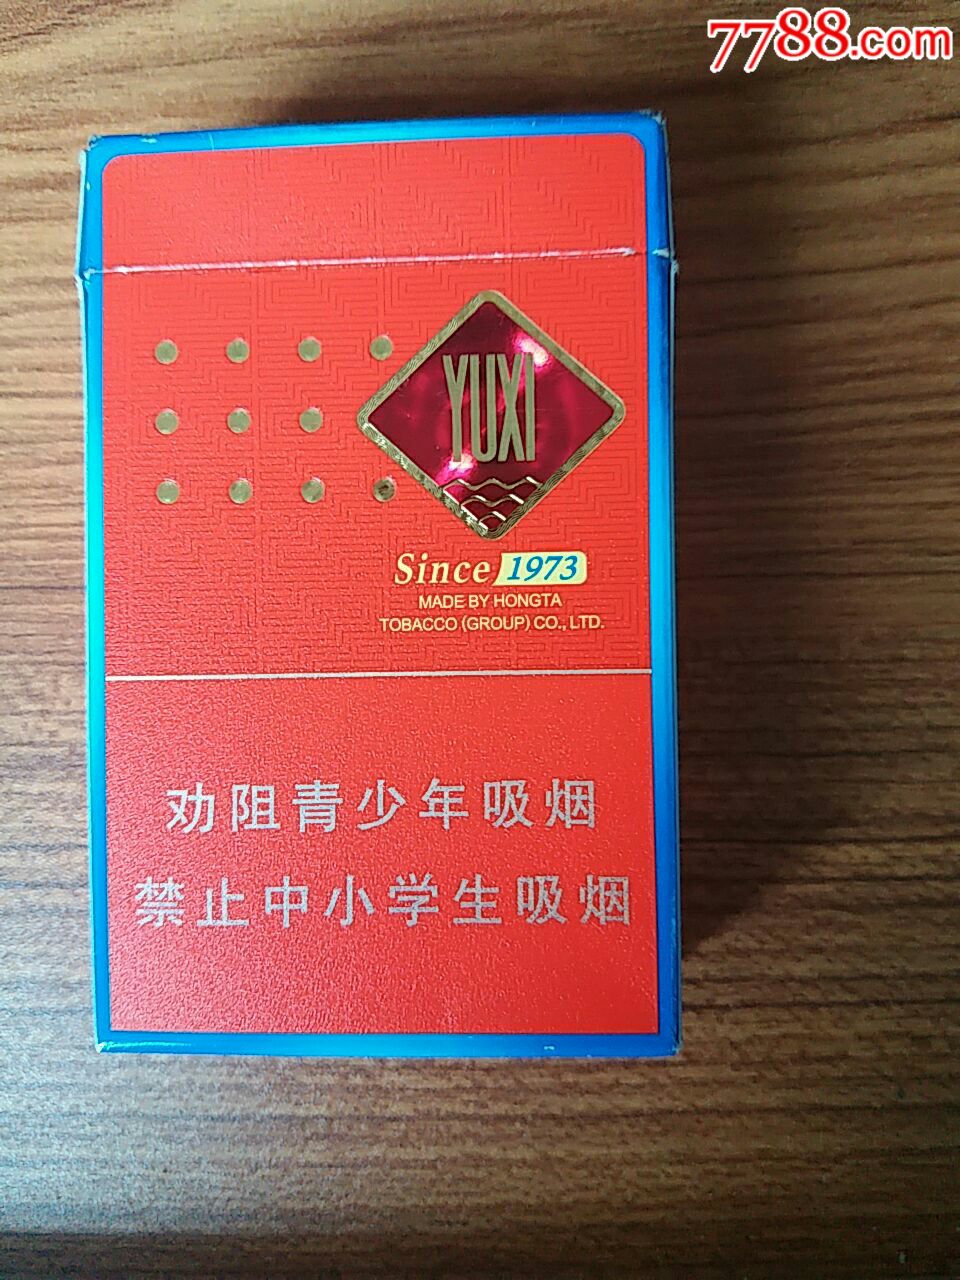 7788.com
YUXI
Since 1973
MADE BY HONGTA
TOBACCO (GROUP) CO., LTD.
劝阻青少年吸烟
禁止中小学生吸烟